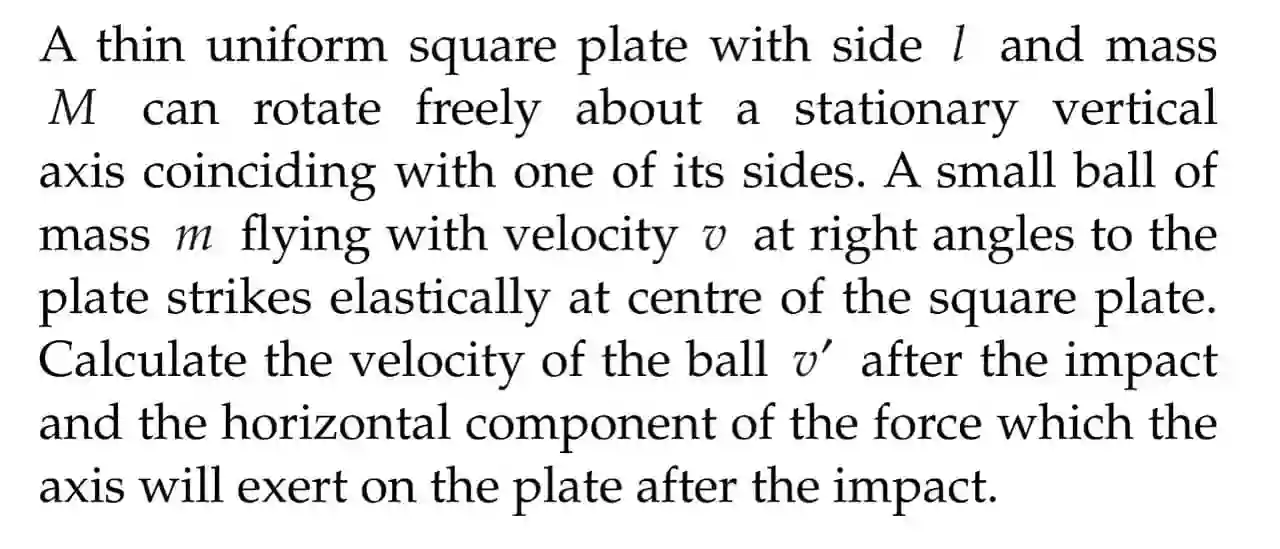 A thin uniform square plate with side l and mass
M can rotate freely about a stationary vertical
axis coinciding with one of its sides. A small ball of
mass m flying with velocity v at right angles to the
plate strikes elastically at centre of the square plate.
Calculate the velocity of the ball v′ after the impact
and the horizontal component of the force which the
axis will exert on the plate after the impact.